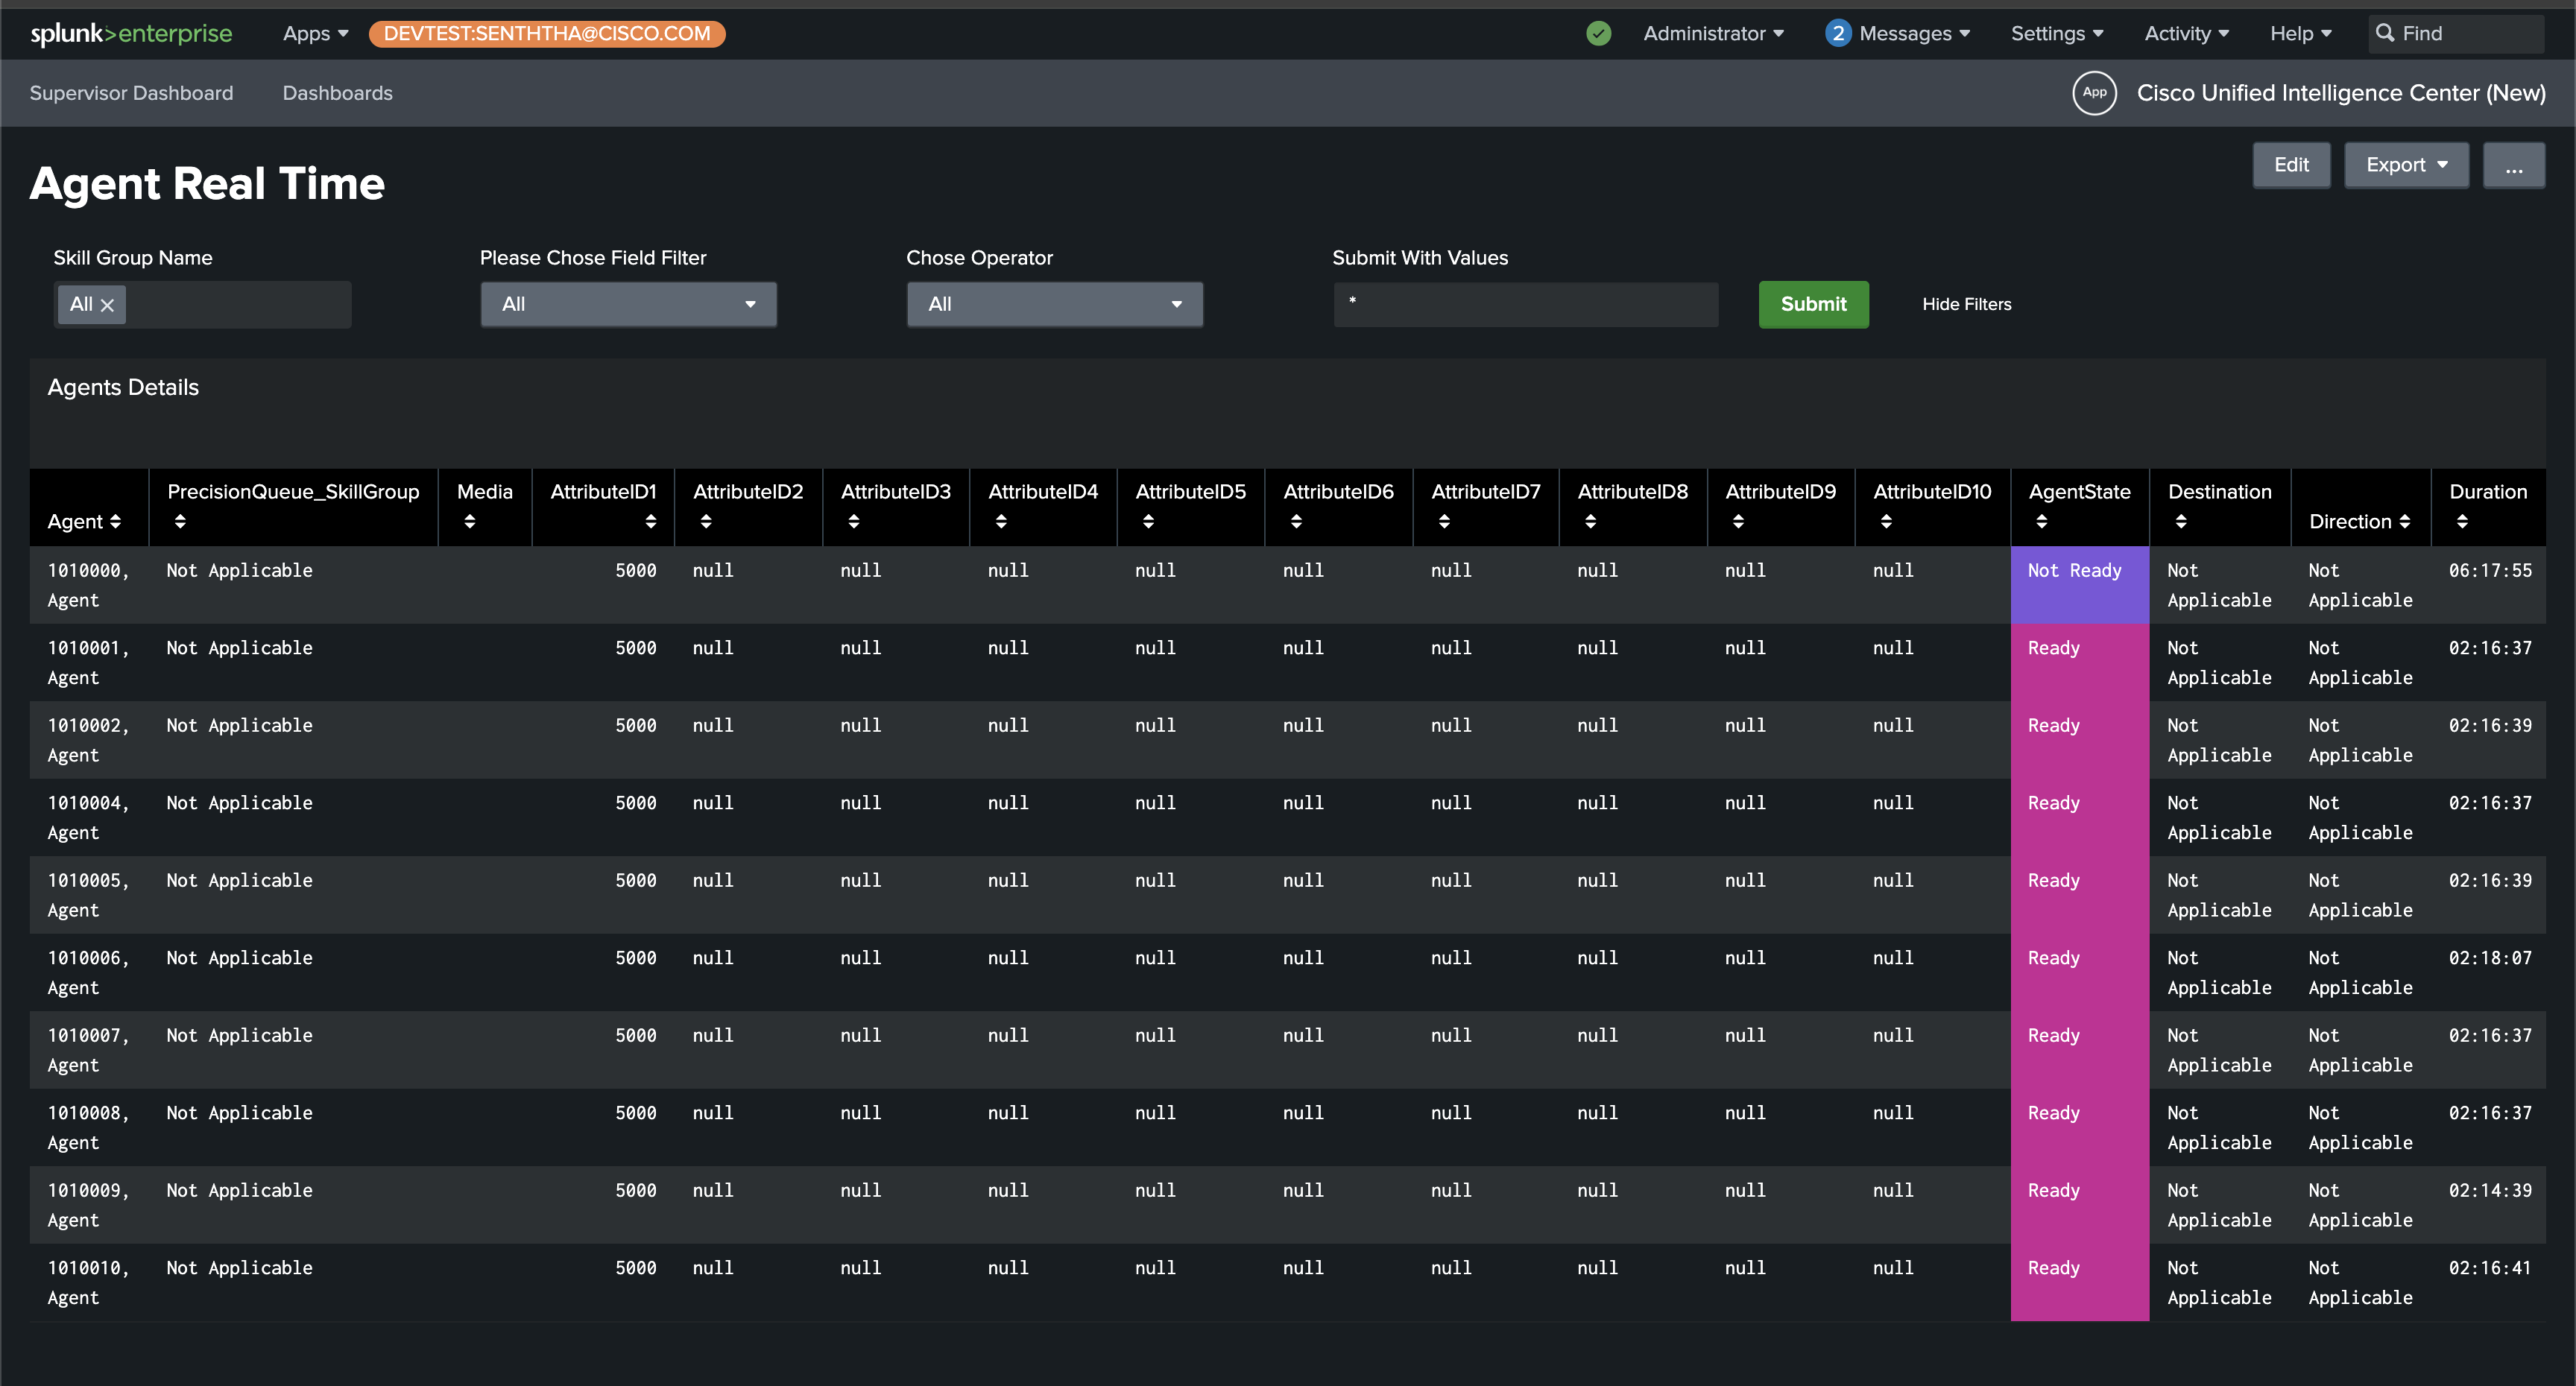 splunk>enterprise Apps DEVTEST:SENTHTHA@CISCO.COM Administrator 2 Messages Settings Activity Help Find
Supervisor Dashboard Dashboards App Cisco Unified Intelligence Center (New)
Agent Real Time Edit Export ...
Skill Group Name Please Chose Field Filter Chose Operator Submit With Values
All All All * Submit Hide Filters
Agents Details
PrecisionQueue_SkillGroup Media AttributeID1 AttributeID2 AttributeID3 AttributeID4 AttributeID5 AttributeID6 AttributeID7 AttributeID8 AttributeID9 AttributeID10 AgentState Destination Duration
Agent Direction
1010000, Not Applicable 5000 null null null null null null null null null Not Ready Not Not 06:17:55
Agent Applicable Applicable
1010001, Not Applicable 5000 null null null null null null null null null Ready Not Not 02:16:37
Agent Applicable Applicable
1010002, Not Applicable 5000 null null null null null null null null null Ready Not Not 02:16:39
Agent Applicable Applicable
1010004, Not Applicable 5000 null null null null null null null null null Ready Not Not 02:16:37
Agent Applicable Applicable
1010005, Not Applicable 5000 null null null null null null null null null Ready Not Not 02:16:39
Agent Applicable Applicable
1010006, Not Applicable 5000 null null null null null null null null null Ready Not Not 02:18:07
Agent Applicable Applicable
1010007, Not Applicable 5000 null null null null null null null null null Ready Not Not 02:16:37
Agent Applicable Applicable
1010008, Not Applicable 5000 null null null null null null null null null Ready Not Not 02:16:37
Agent Applicable Applicable
1010009, Not Applicable 5000 null null null null null null null null null Ready Not Not 02:14:39
Agent Applicable Applicable
1010010, Not Applicable 5000 null null null null null null null null null Ready Not Not 02:16:41
Agent Applicable Applicable